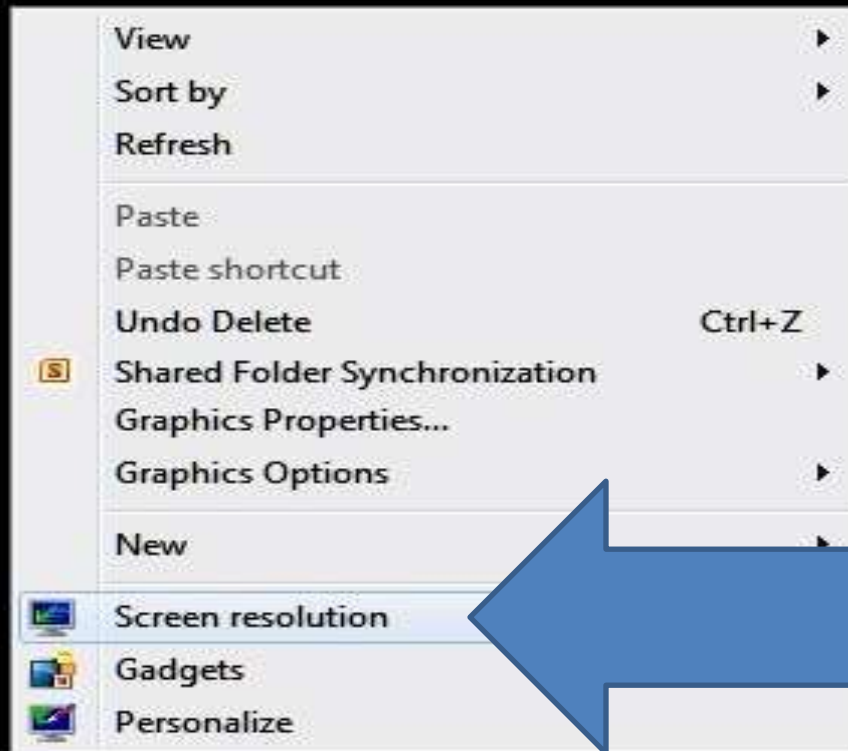 View
Sort by
Refresh
Paste
Paste shortcut
Undo Delete Ctrl+Z
S Shared Folder Synchronization
Graphics Properties...
Graphics Options
New
Screen resolution
Gadgets
Personalize